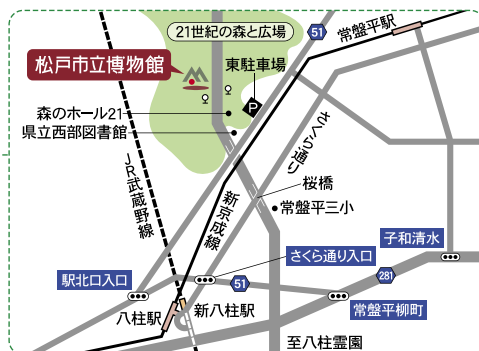 21世紀の森と広場
51
常盤平駅
松戸市立博物館
東駐車場
P
森のホール21
県立西部図書館
さくら通り
JR武蔵野線
桜橋
新京成線
常盤平三小
子和清水
さくら通り入口
駅北口入口
51
281
八柱駅
新八柱駅
常盤平柳町
至八柱霊園